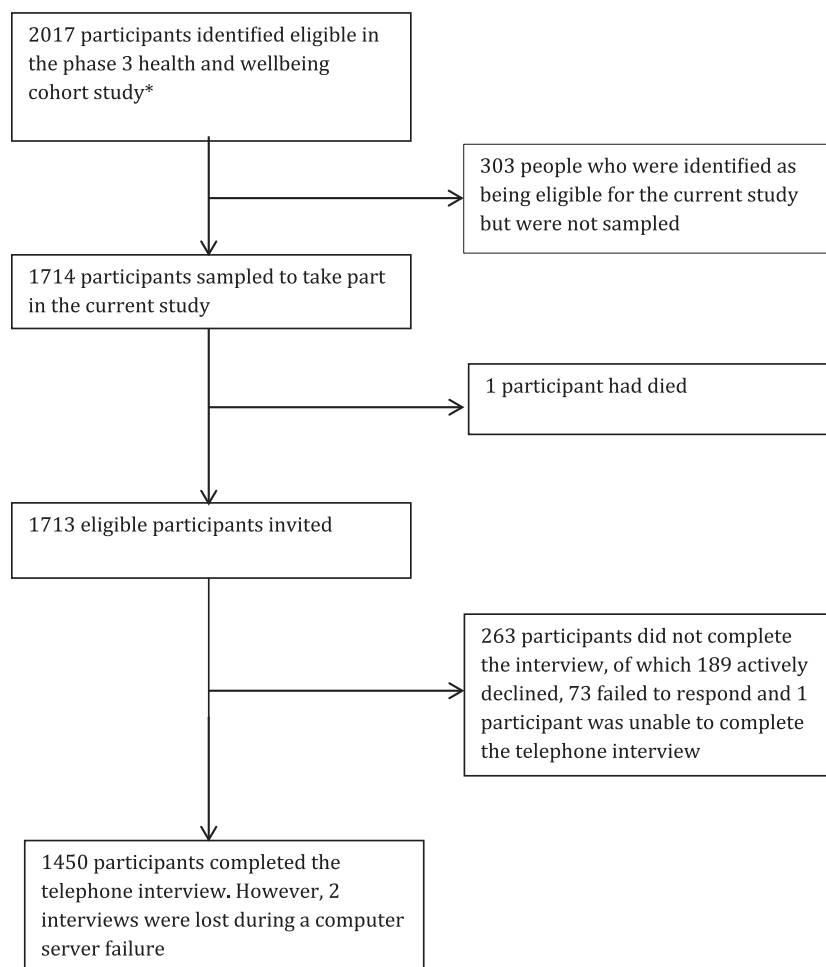 2017 participants identified eligible in
the phase 3 health and wellbeing
cohort study*
303 people who were identified as
being eligible for the current study
but were not sampled
1714 participants sampled to take part
in the current study
1 participant had died
1713 eligible participants invited
263 participants did not complete
the interview, of which 189 actively
declined, 73 failed to respond and 1
participant was unable to complete
the telephone interview
1450 participants completed the
telephone interview. However, 2
interviews were lost during a computer
server failure